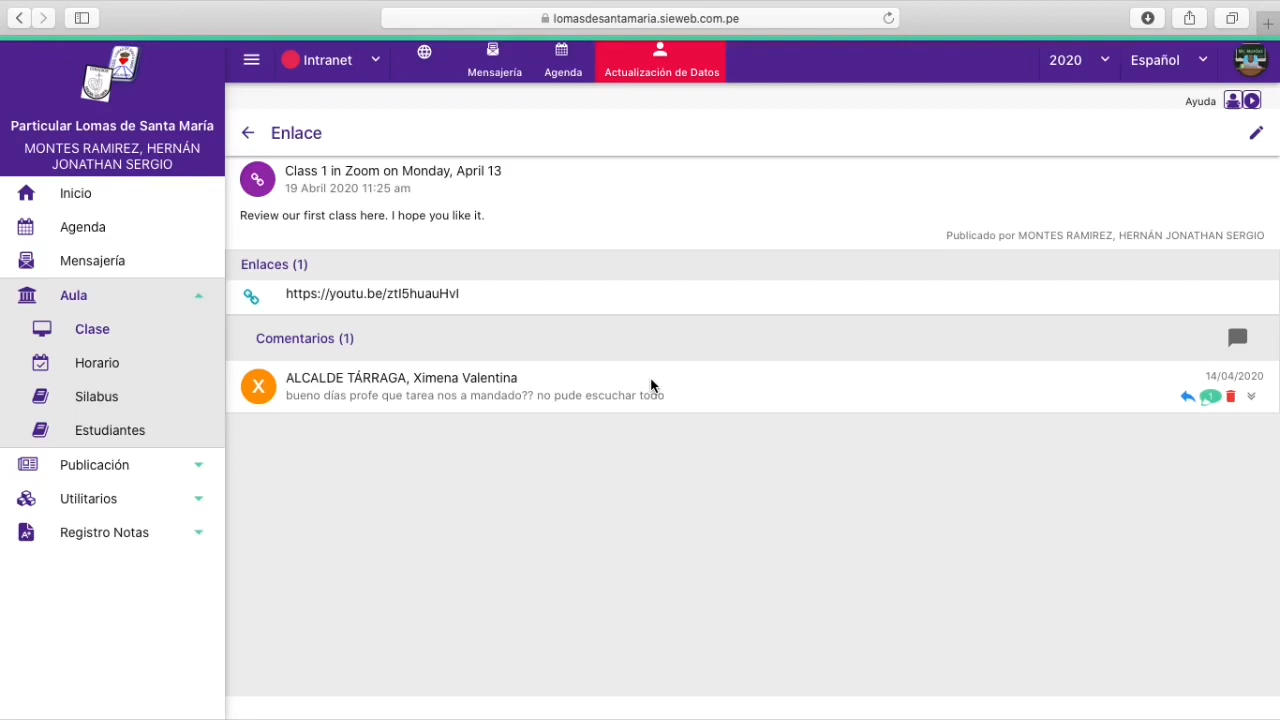 lomasdesantamaria.sieweb.com.pe
Intranet
Mensajería
Agenda
Actualización de Datos
2020
Español
Ayuda
Particular Lomas de Santa María
MONTES RAMIREZ, HERNÁN
JONATHAN SERGIO
Inicio
Agenda
Mensajería
Aula
Clase
Horario
Silabus
Estudiantes
Publicación
Utilitarios
Registro Notas
Enlace
Class 1 in Zoom on Monday, April 13
19 Abril 2020 11:25 am
Review our first class here. I hope you like it.
Publicado por MONTES RAMIREZ, HERNÁN JONATHAN SERGIO
Enlaces (1)
https://youtu.be/ztI5huauHvI
Comentarios (1)
X
ALCALDE TÁRRAGA, Ximena Valentina
14/04/2020
bueno días profe que tarea nos a mandado?? no pude escuchar todo
1